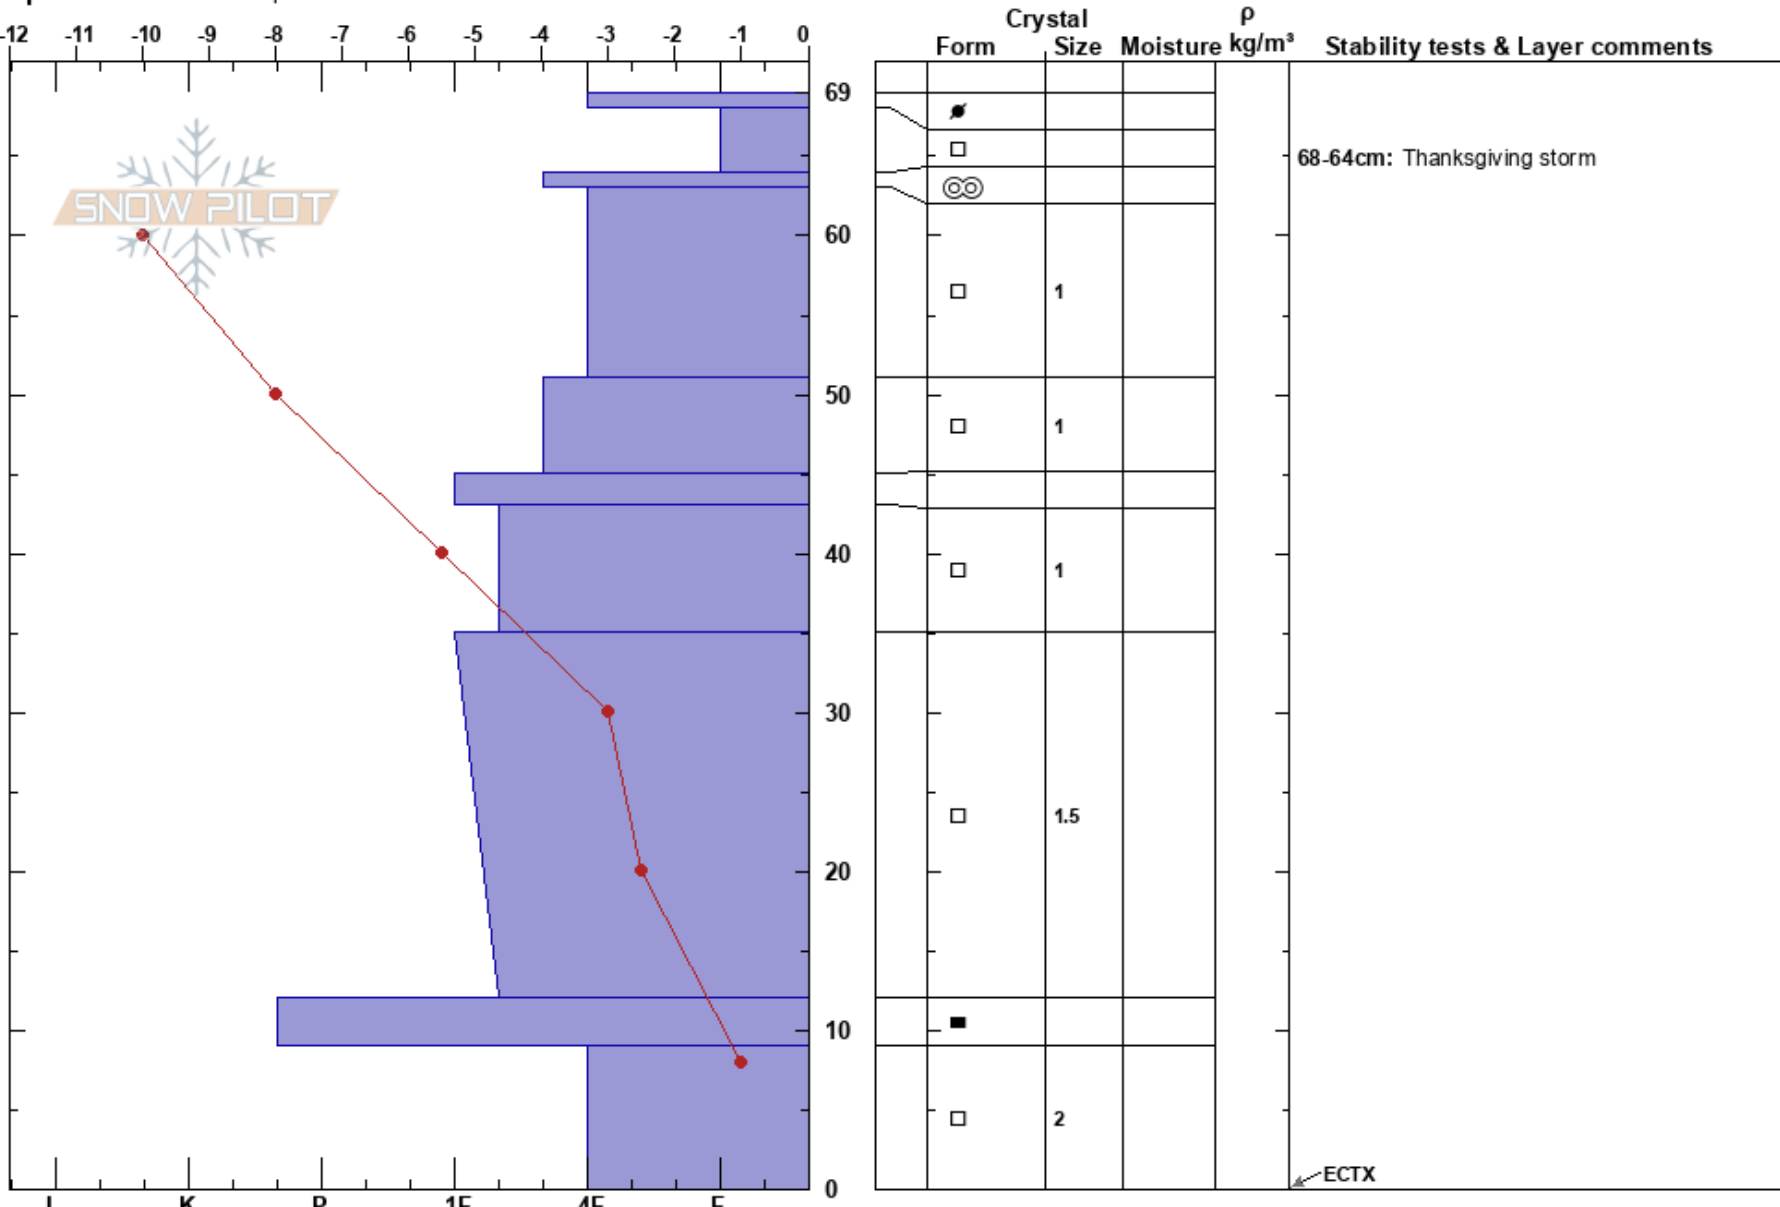 -12 -11 -10 -9 -8 -7 -6 -5 -4 -3 -2 -1 0
Crystal ρ
Form Size Moisture kg/m³ Stability tests & Layer comments
69
68-64cm: Thanksgiving storm
SNOW PILOT
60
1
50
1
40
1
30
1.5
20
10
2
ECTX
0
I K P 1F 4F F